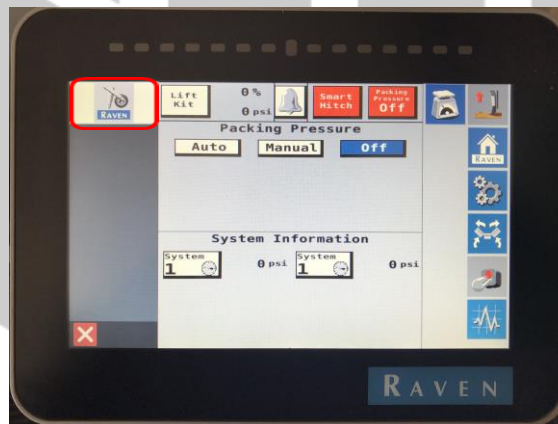 RAVEN
Lift Kit
0 %
0 psi
Smart Hitch
Packing Pressure Off
Packing Pressure
Auto Manual Off
RAVEN
System Information
System 1 0 psi System 1 0 psi
RAVEN